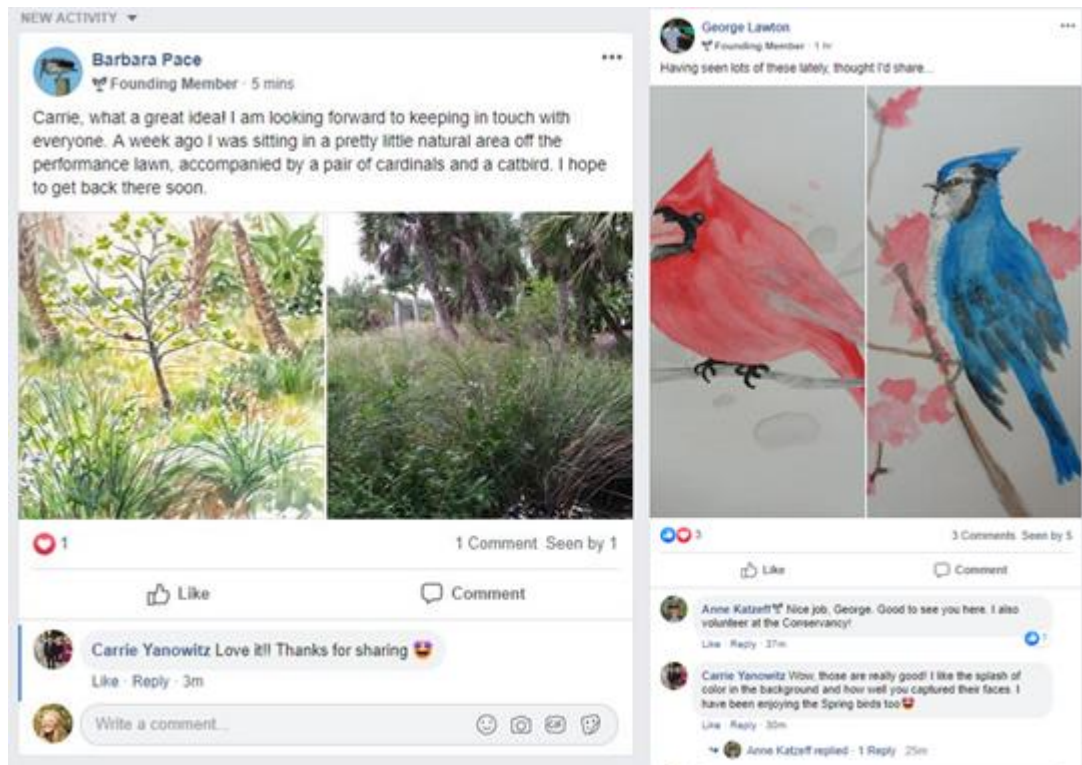 NEW ACTIVITY
Barbara Pace
Founding Member · 5 mins
Carrie, what a great idea! I am looking forward to keeping in touch with
everyone. A week ago I was sitting in a pretty little natural area off the
performance lawn, accompanied by a pair of cardinals and a catbird. I hope
to get back there soon.
1
1 Comment Seen by 1
Like
Comment
Carrie Yanowitz Love it!! Thanks for sharing
Like · Reply · 3m
Write a comment...
GIF
George Lawton
Founding Member · 1 hr
Having seen lots of these lately, thought I'd share...
3
3 Comments Seen by 5
Like
Comment
Anne Katzeff Nice job, George. Good to see you here. I also
volunteer at the Conservancy!
1
Like · Reply · 37m
Carrie Yanowitz Wow, those are really good! I like the splash of
color in the background and how well you captured their faces. I
have been enjoying the Spring birds too
Like · Reply · 30m
Anne Katzeff replied · 1 Reply 25m